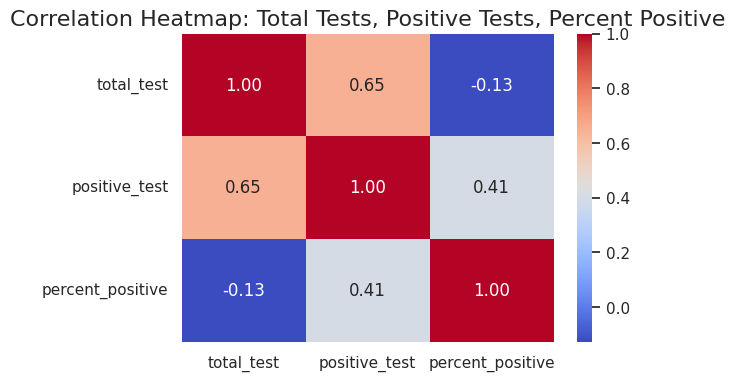 Correlation Heatmap: Total Tests, Positive Tests, Percent Positive
total_test 1.00 0.65 -0.13
positive_test 0.65 1.00 0.41
percent_positive -0.13 0.41 1.00
total_test positive_test percent_positive
1.0
0.8
0.6
0.4
0.2
0.0